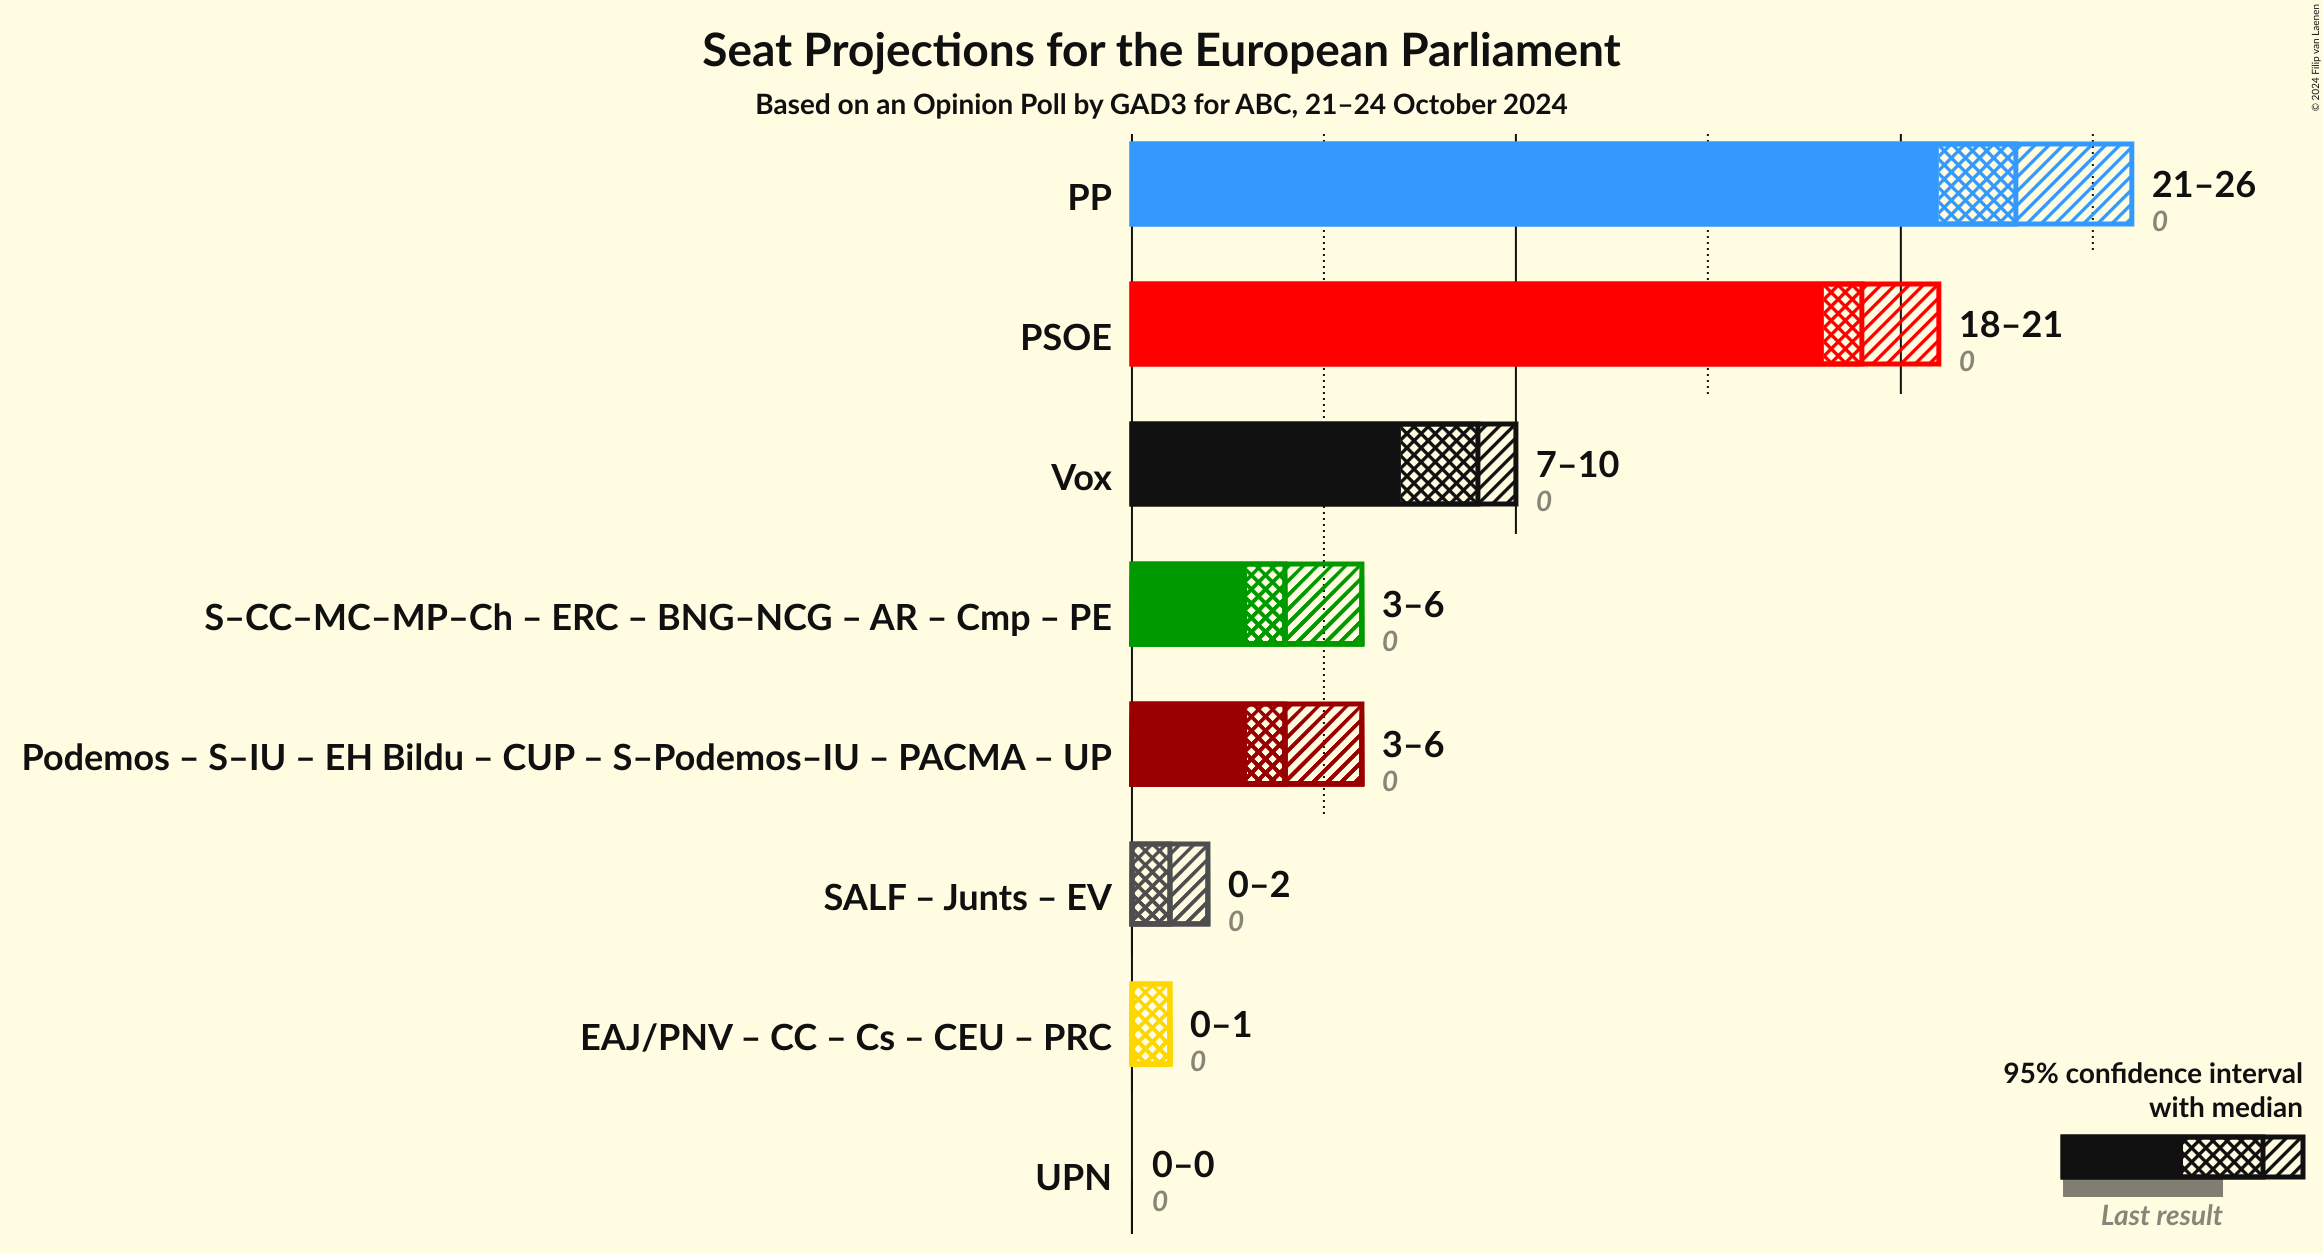 Seat Projections for the European Parliament
Based on an Opinion Poll by GAD3 for ABC, 21–24 October 2024
© 2024 Filip van Laenen
PP
21–26
0
PSOE
18–21
0
Vox
7–10
0
S–CC–MC–MP–Ch – ERC – BNG–NCG – AR – Cmp – PE
3–6
0
Podemos – S–IU – EH Bildu – CUP – S–Podemos–IU – PACMA – UP
3–6
0
SALF – Junts – EV
0–2
0
EAJ/PNV – CC – Cs – CEU – PRC
0–1
0
UPN
0–0
0
95% confidence interval
with median
Last result